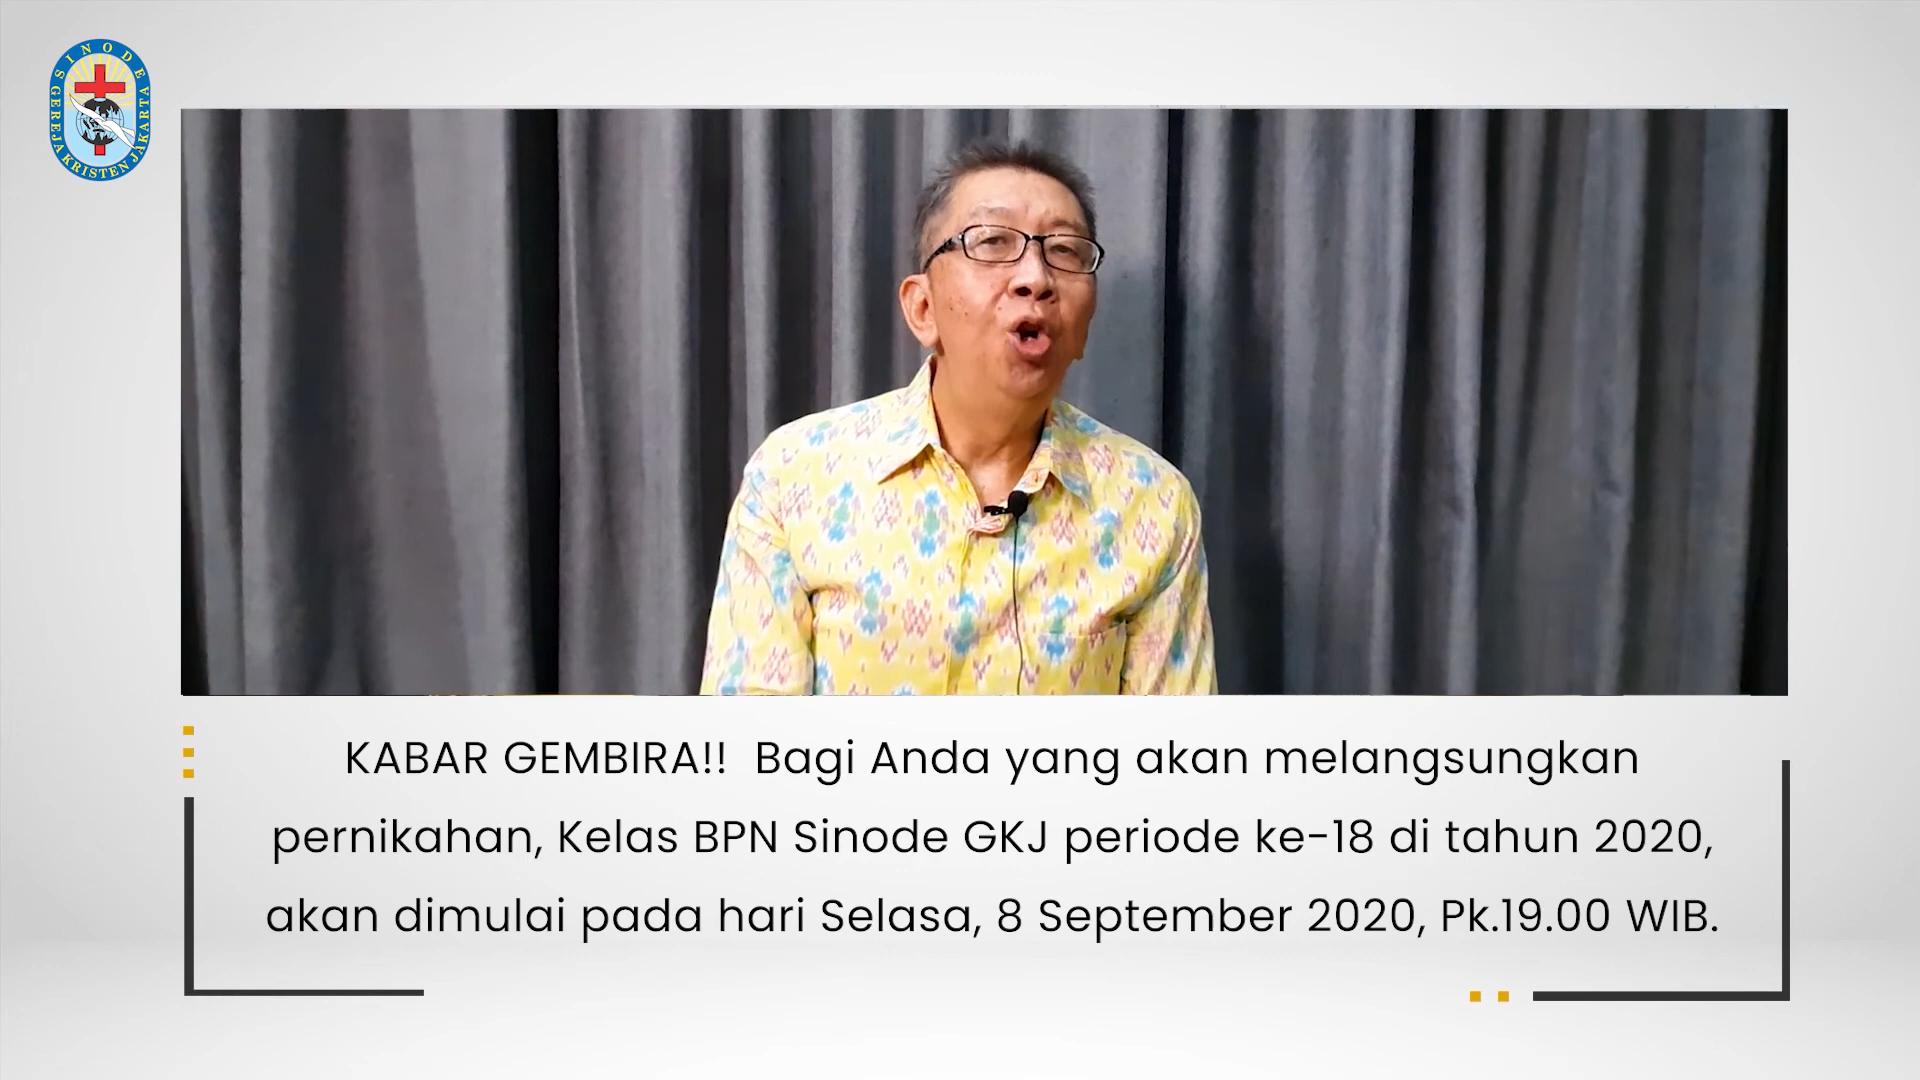 SINODE GEREJA KRISTEN JAKARTA
KABAR GEMBIRA!! Bagi Anda yang akan melangsungkan
pernikahan, Kelas BPN Sinode GKJ periode ke-18 di tahun 2020,
akan dimulai pada hari Selasa, 8 September 2020, Pk.19.00 WIB.